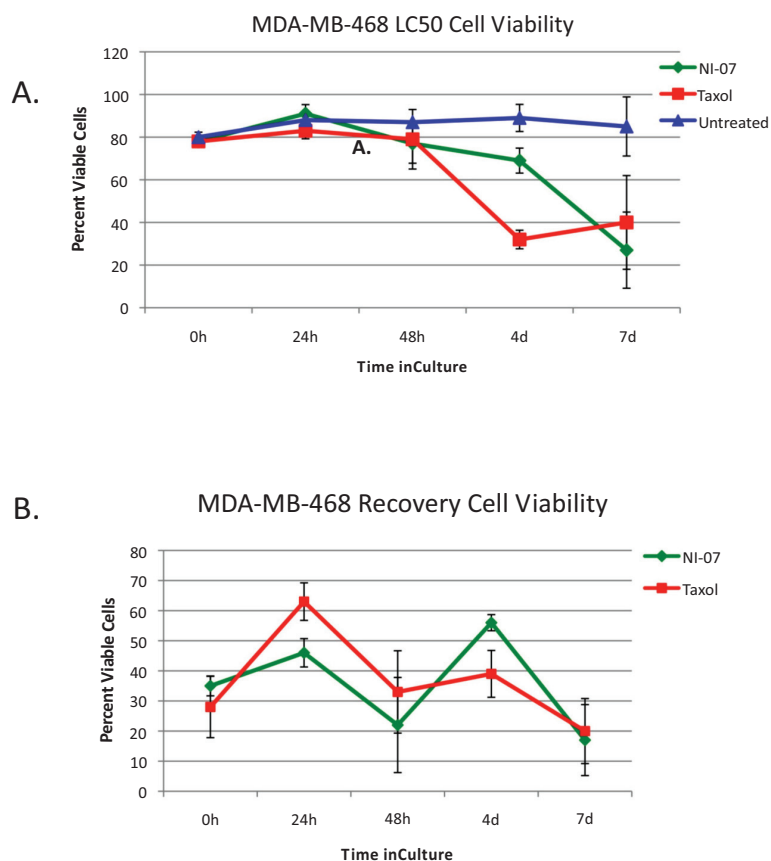 MDA-MB-468 LC50 Cell Viability
A.
Percent Viable Cells
120
100
80
60
40
20
0
A.
NI-07
Taxol
Untreated
0h 24h 48h 4d 7d
Time inCulture
B.
MDA-MB-468 Recovery Cell Viability
Percent Viable Cells
80
70
60
50
40
30
20
10
0
NI-07
Taxol
0h 24h 48h 4d 7d
Time inCulture